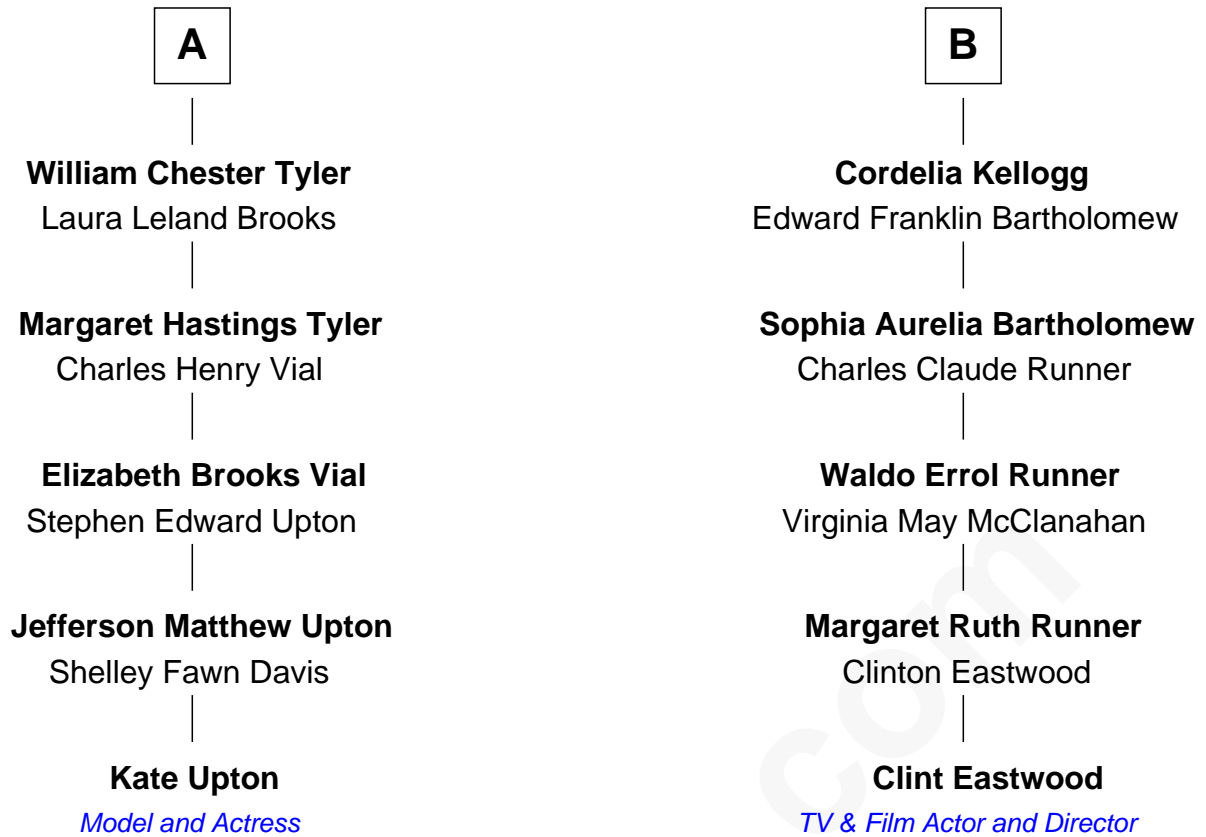 A
B
William Chester Tyler
Laura Leland Brooks
Cordelia Kellogg
Edward Franklin Bartholomew
Margaret Hastings Tyler
Charles Henry Vial
Sophia Aurelia Bartholomew
Charles Claude Runner
Elizabeth Brooks Vial
Stephen Edward Upton
Waldo Errol Runner
Virginia May McClanahan
Jefferson Matthew Upton
Shelley Fawn Davis
Margaret Ruth Runner
Clinton Eastwood
Kate Upton
Model and Actress
Clint Eastwood
TV & Film Actor and Director
com